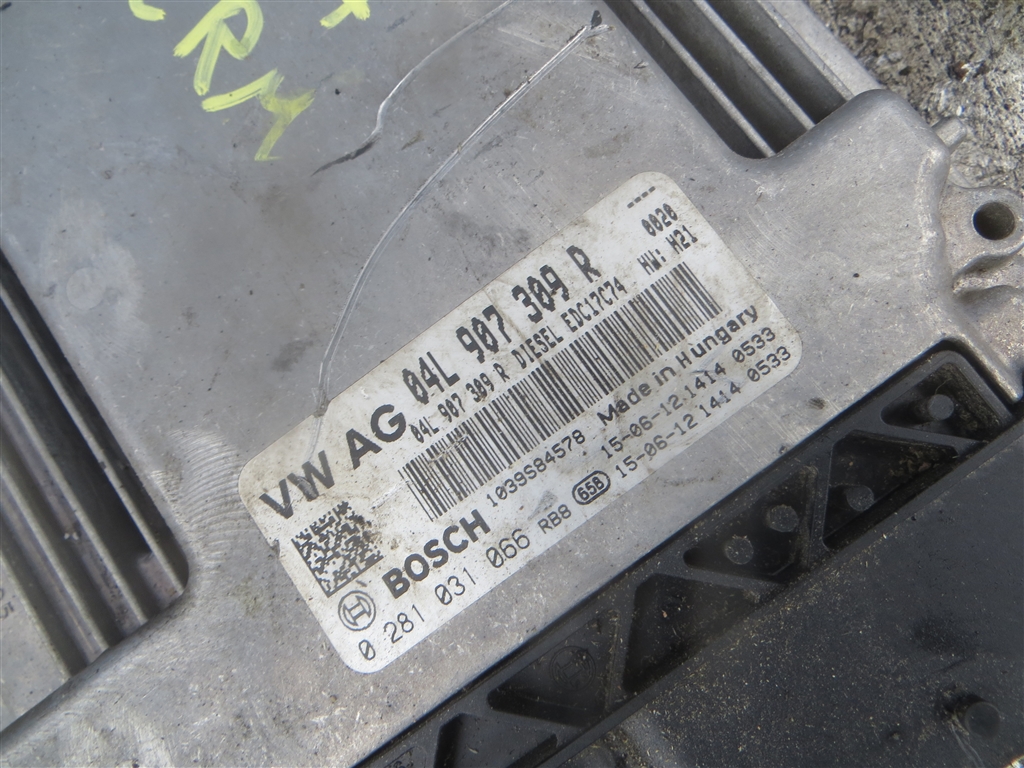 VW AG 04L 907 309 R
----
0020
04L 907 309 R DIESEL EDC17C74 HW: H21
1039S84578 Made in Hungary
BOSCH
15-06-12 1414 0533
0 281 031 066 RB8 658 15-06-12 1414 0533